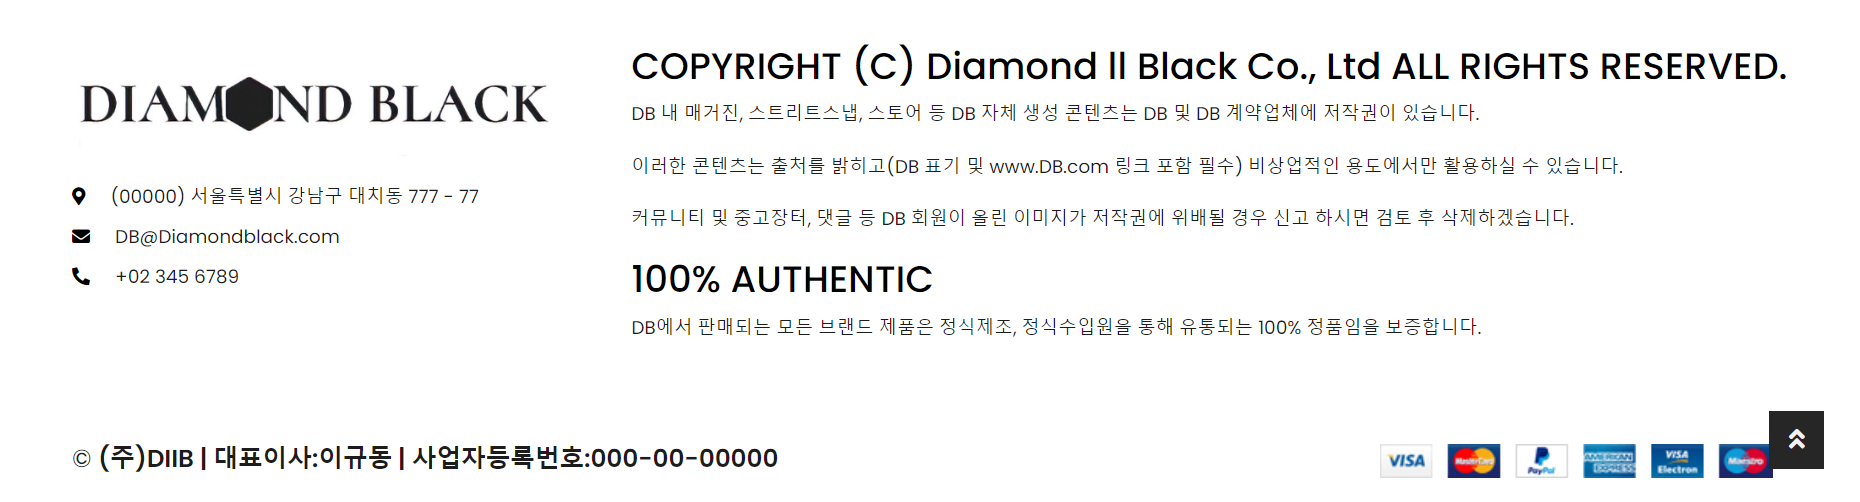 DIAMOND BLACK
(00000) 서울특별시 강남구 대치동 777 - 77
DB@Diamondblack.com
+02 345 6789
COPYRIGHT (C) Diamond ll Black Co., Ltd ALL RIGHTS RESERVED.
DB 내 매거진, 스트리트스냅, 스토어 등 DB 자체 생성 콘텐츠는 DB 및 DB 계약업체에 저작권이 있습니다.
이러한 콘텐츠는 출처를 밝히고(DB 표기 및 www.DB.com 링크 포함 필수) 비상업적인 용도에서만 활용하실 수 있습니다.
커뮤니티 및 중고장터, 댓글 등 DB 회원이 올린 이미지가 저작권에 위배될 경우 신고 하시면 검토 후 삭제하겠습니다.
100% AUTHENTIC
DB에서 판매되는 모든 브랜드 제품은 정식제조, 정식수입원을 통해 유통되는 100% 정품임을 보증합니다.
© (주)DIIB | 대표이사:이규동 | 사업자등록번호:000-00-00000
VISA
MasterCard
PayPal
AMERICAN EXPRESS
VISA Electron
Maestro